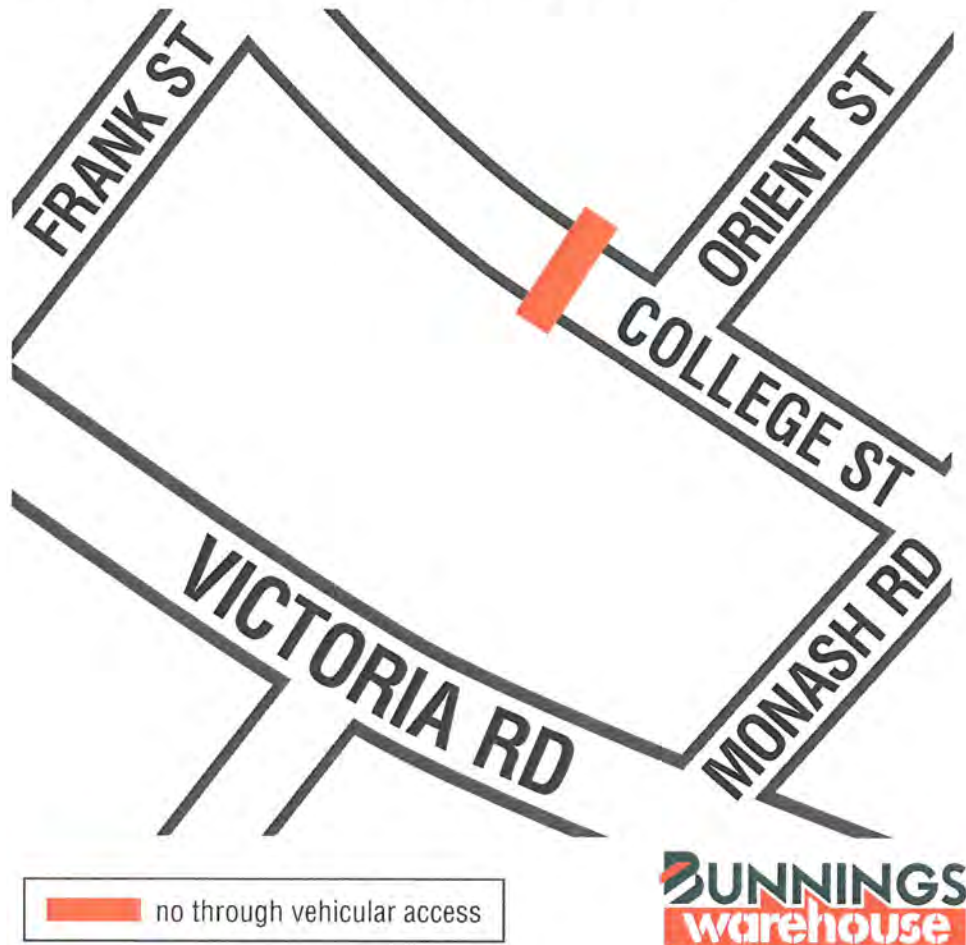 FRANK ST
ORIENT ST
COLLEGE ST
VICTORIA RD
MONASH RD
no through vehicular access
BUNNINGS
warehouse